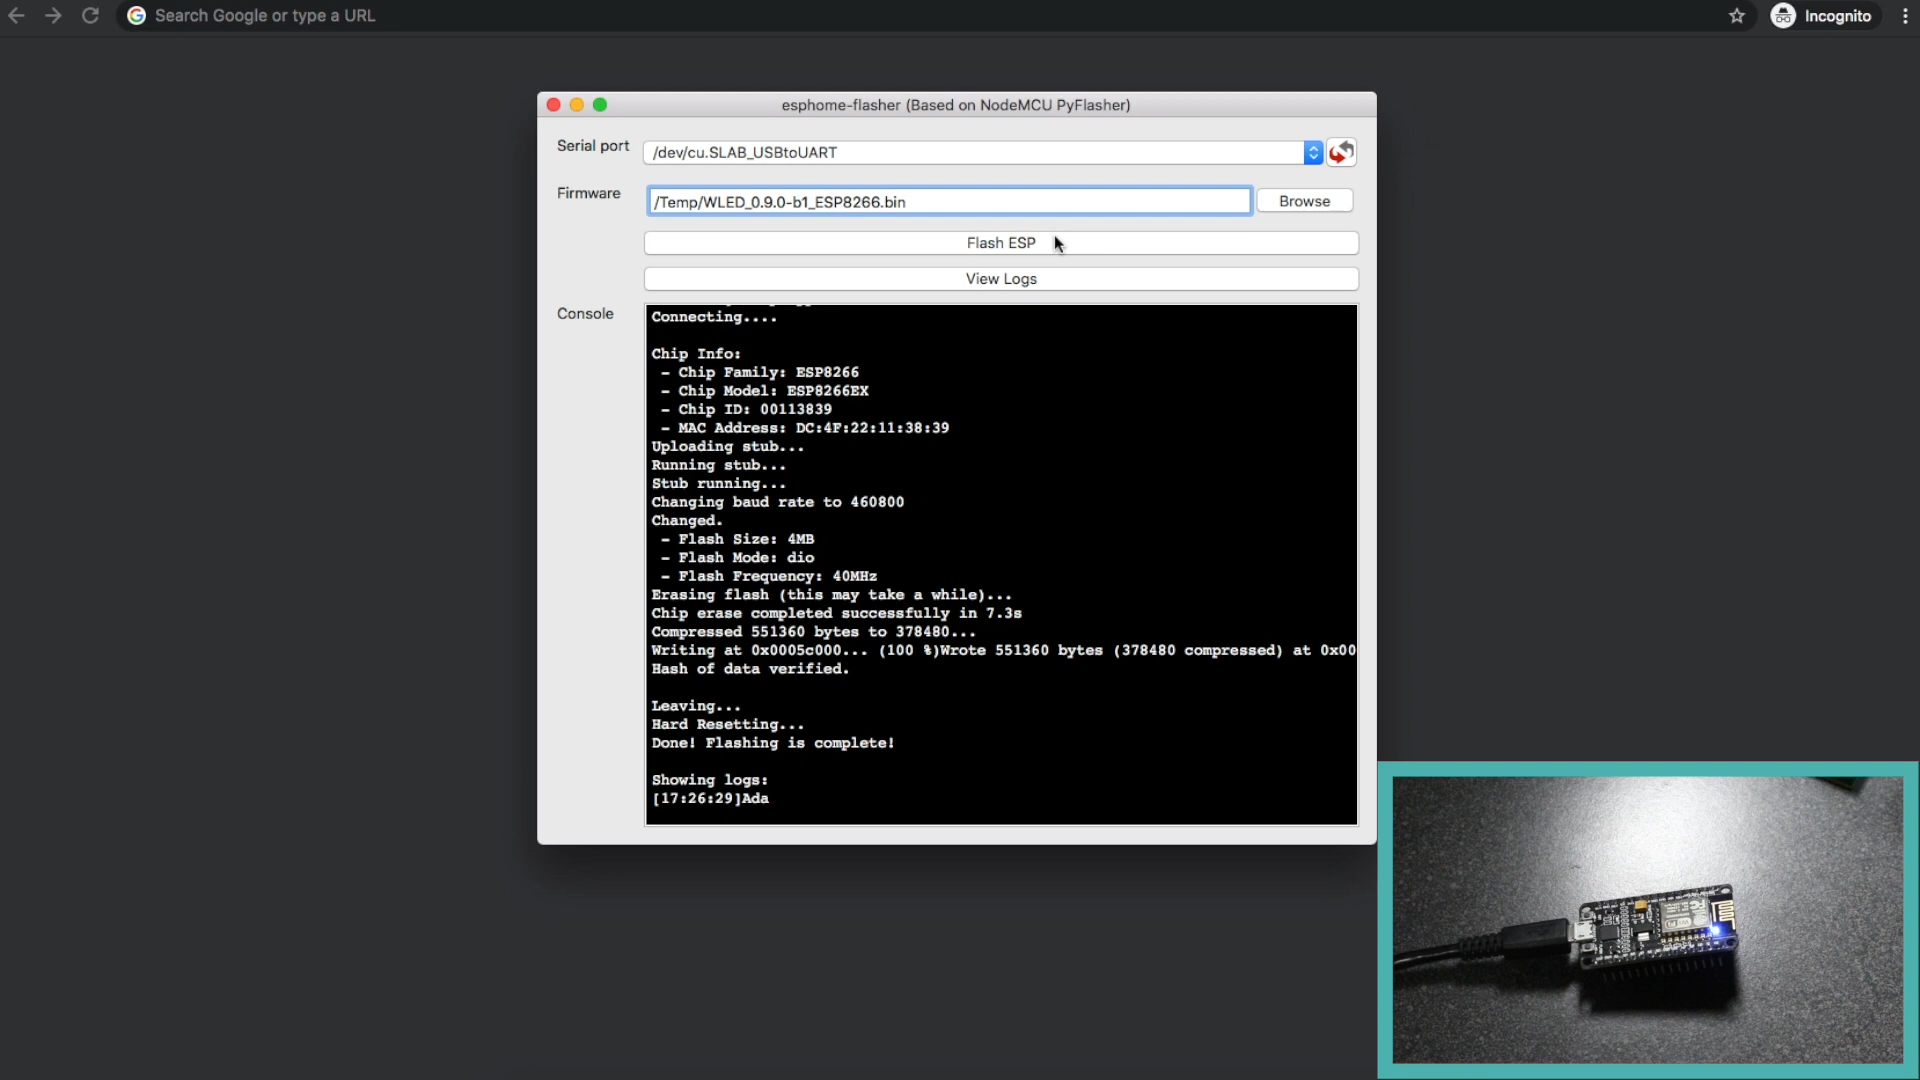 Search Google or type a URL
Incognito
esphome-flasher (Based on NodeMCU PyFlasher)
Serial port
/dev/cu.SLAB_USBtoUART
Firmware
/Temp/WLED_0.9.0-b1_ESP8266.bin
Browse
Flash ESP
View Logs
Console
Connecting....
Chip Info:
- Chip Family: ESP8266
- Chip Model: ESP8266EX
- Chip ID: 00113839
- MAC Address: DC:4F:22:11:38:39
Uploading stub...
Running stub...
Stub running...
Changing baud rate to 460800
Changed.
- Flash Size: 4MB
- Flash Mode: dio
- Flash Frequency: 40MHz
Erasing flash (this may take a while)...
Chip erase completed successfully in 7.3s
Compressed 551360 bytes to 378480...
Writing at 0x0005c000... (100 %)Wrote 551360 bytes (378480 compressed) at 0x00
Hash of data verified.
Leaving...
Hard Resetting...
Done! Flashing is complete!
Showing logs:
[17:26:29]Ada